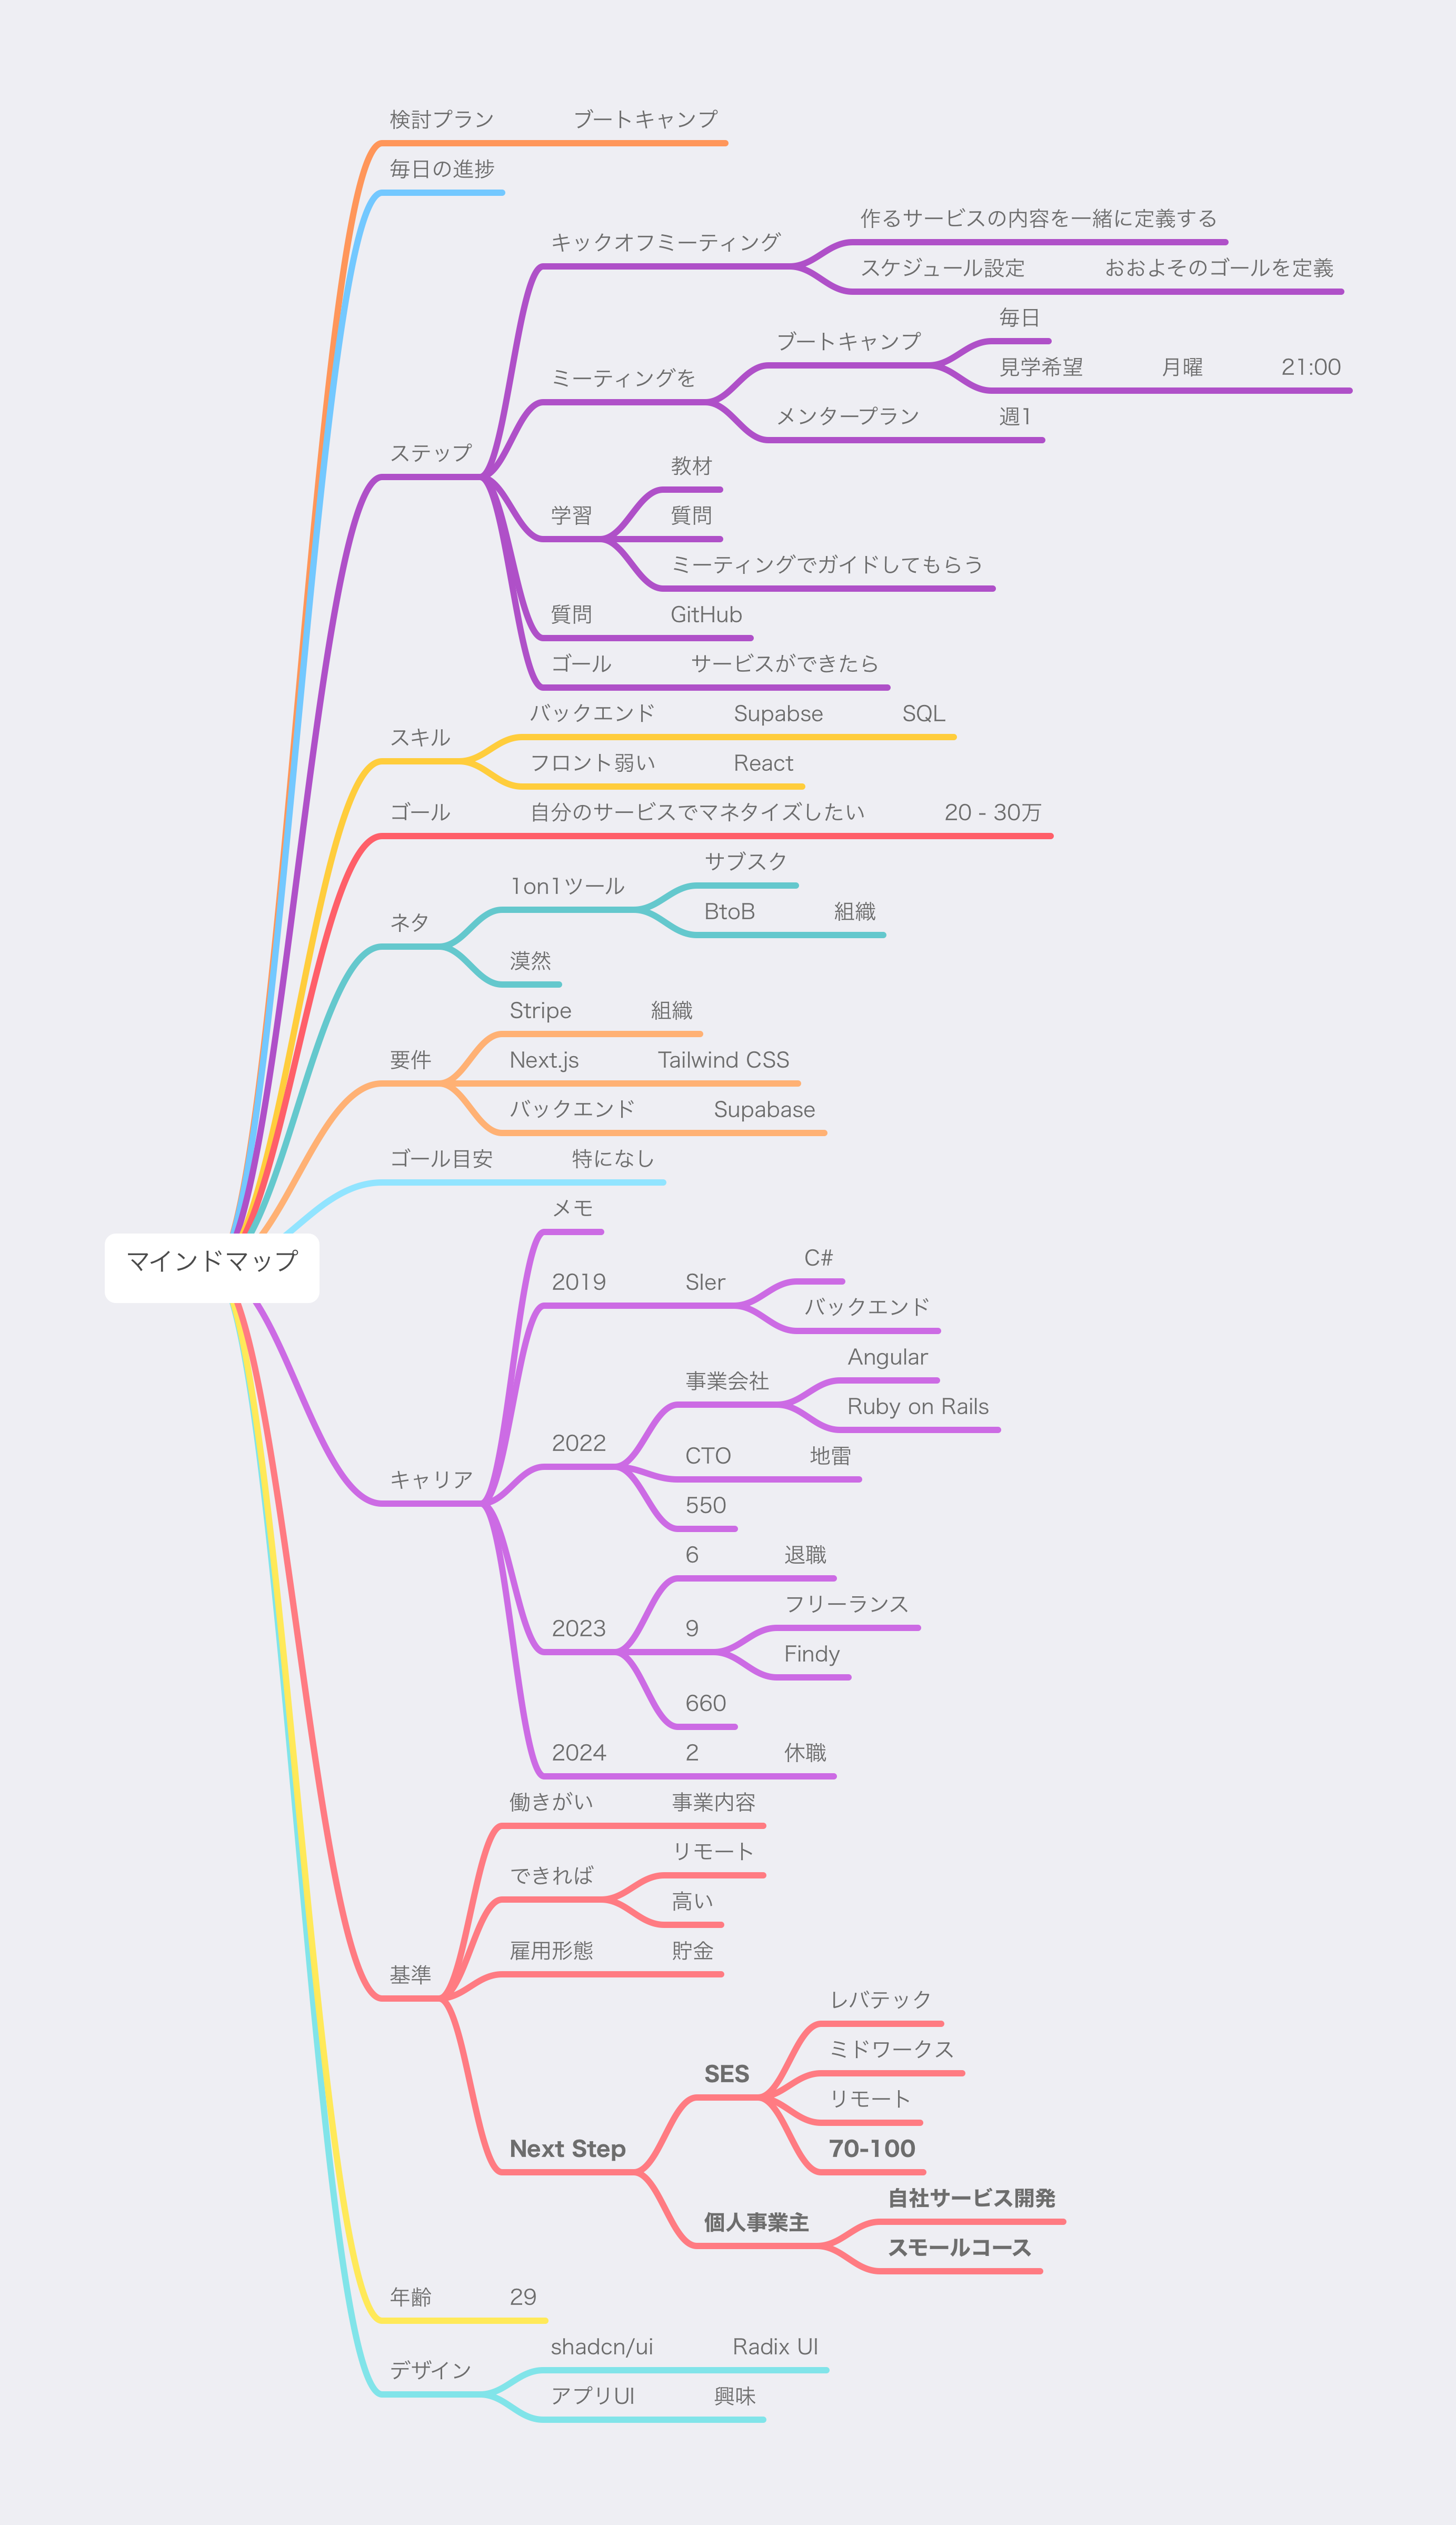 検討プラン ブートキャンプ
毎日の進捗
作るサービスの内容を一緒に定義する
キックオフミーティング
スケジュール設定 おおよそのゴールを定義
毎日
ブートキャンプ
見学希望 月曜 21:00
ミーティングを
メンタープラン 週1
ステップ
教材
学習 質問
ミーティングでガイドしてもらう
質問 GitHub
ゴール サービスができたら
バックエンド Supabse SQL
スキル
フロント弱い React
ゴール 自分のサービスでマネタイズしたい 20 - 30万
サブスク
1on1ツール
BtoB 組織
ネタ
漠然
Stripe 組織
要件 Next.js Tailwind CSS
バックエンド Supabase
ゴール目安 特になし
メモ
マインドマップ
C#
2019 SIer
バックエンド
Angular
事業会社
Ruby on Rails
2022
CTO 地雷
キャリア
550
6 退職
フリーランス
2023 9
Findy
660
2024 2 休職
働きがい 事業内容
リモート
できれば
高い
雇用形態 貯金
基準
レバテック
ミドワークス
SES
リモート
Next Step
70-100
自社サービス開発
個人事業主
スモールコース
年齢 29
shadcn/ui Radix UI
デザイン
アプリUI 興味